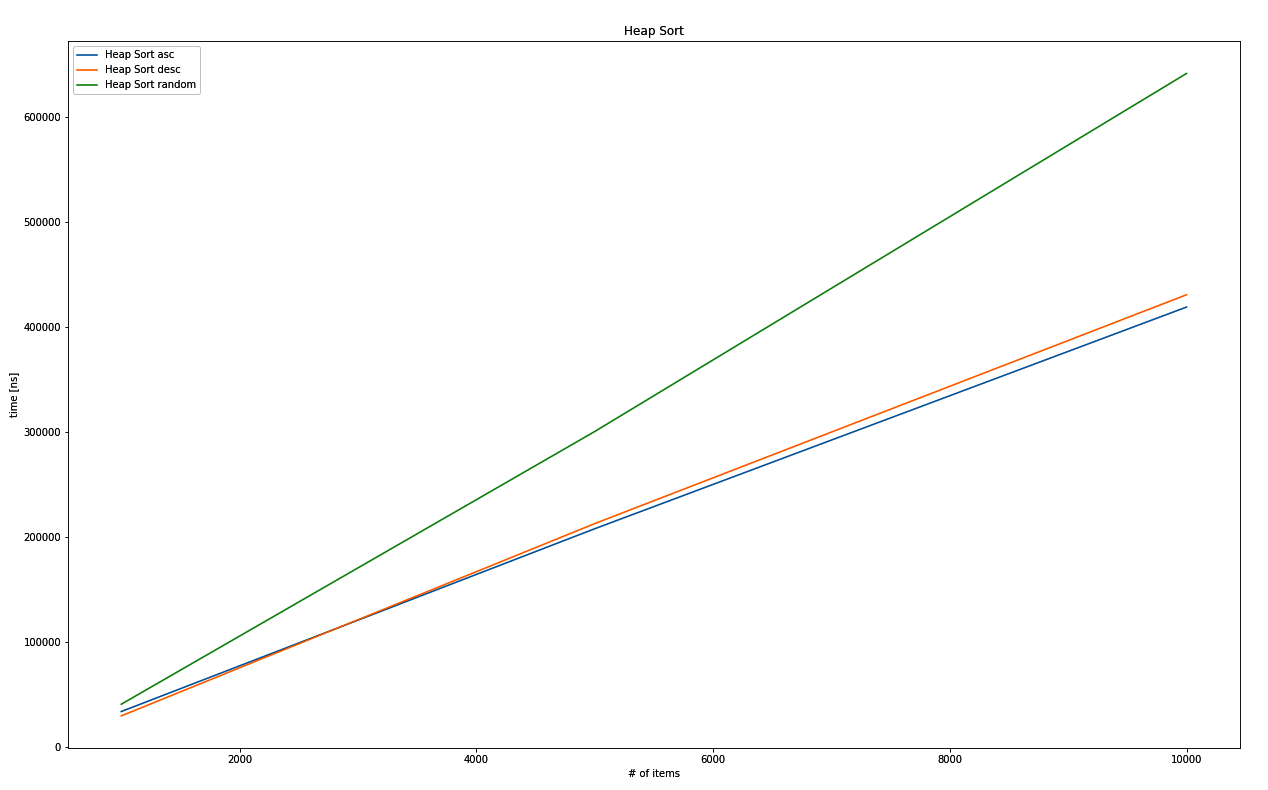 Heap Sort
Heap Sort asc
Heap Sort desc
Heap Sort random
600000
500000
400000
300000
200000
100000
0
time [ns]
2000
4000
6000
8000
10000
# of items